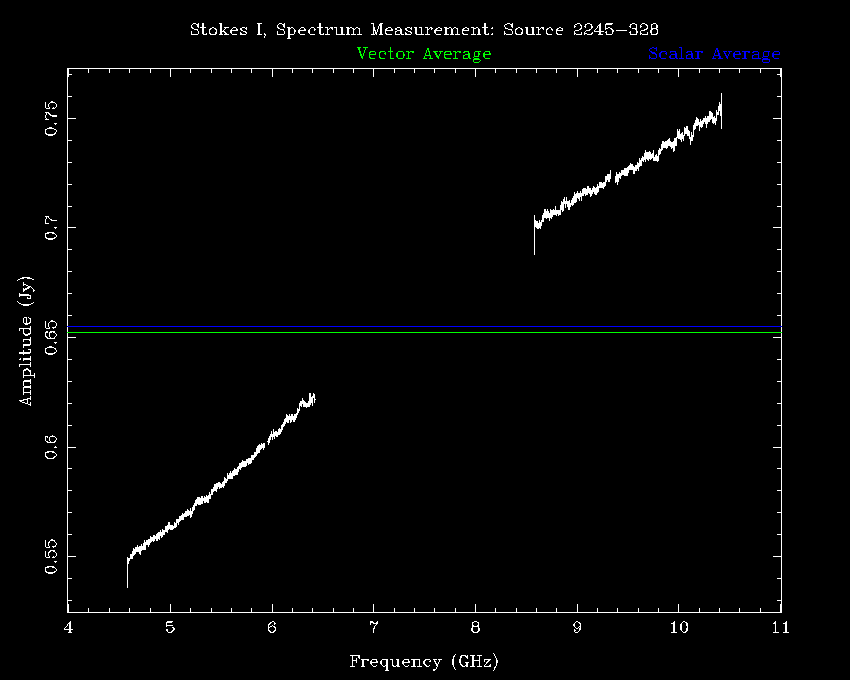 Stokes I, Spectrum Measurement: Source 2245−328
Vector Average Scalar Average
0.75
0.7
0.65
0.6
0.55
Amplitude (Jy)
4 5 6 7 8 9 10 11
Frequency (GHz)